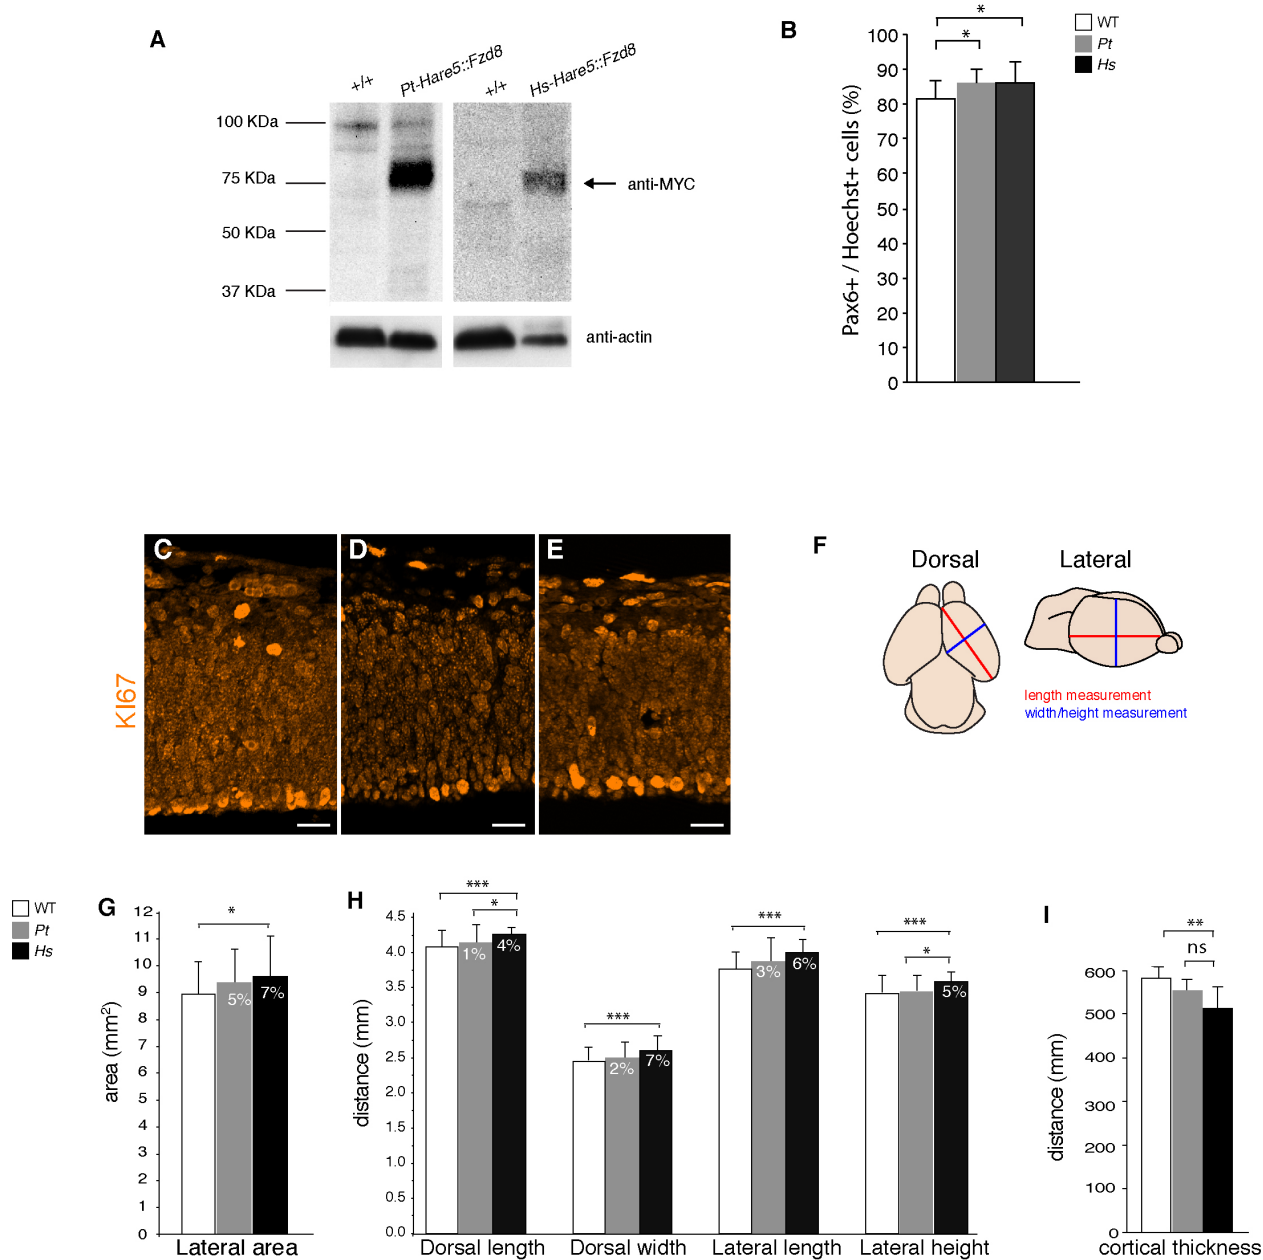 A
+/+
Pt-Hare5::Fzd8
+/+
Hs-Hare5::Fzd8
100 KDa
75 KDa
50 KDa
37 KDa
anti-MYC
anti-actin
B
WT
Pt
Hs
*
*
Pax6+ / Hoechst+ cells (%)
100
90
80
70
60
50
40
30
20
10
0
C
D
E
KI67
F
Dorsal
Lateral
length measurement
width/height measurement
WT
Pt
Hs
G
*
area (mm2)
12
11
10
9
8
7
6
5
4
3
2
1
0
5%
7%
Lateral area
H
distance (mm)
4.5
4.0
3.5
3.0
2.5
2.0
1.5
1.0
0.5
0.0
***
*
1%
4%
***
2%
7%
***
3%
6%
***
*
5%
Dorsal length
Dorsal width
Lateral length
Lateral height
I
**
ns
distance (mm)
600
500
400
300
200
100
0
cortical thickness